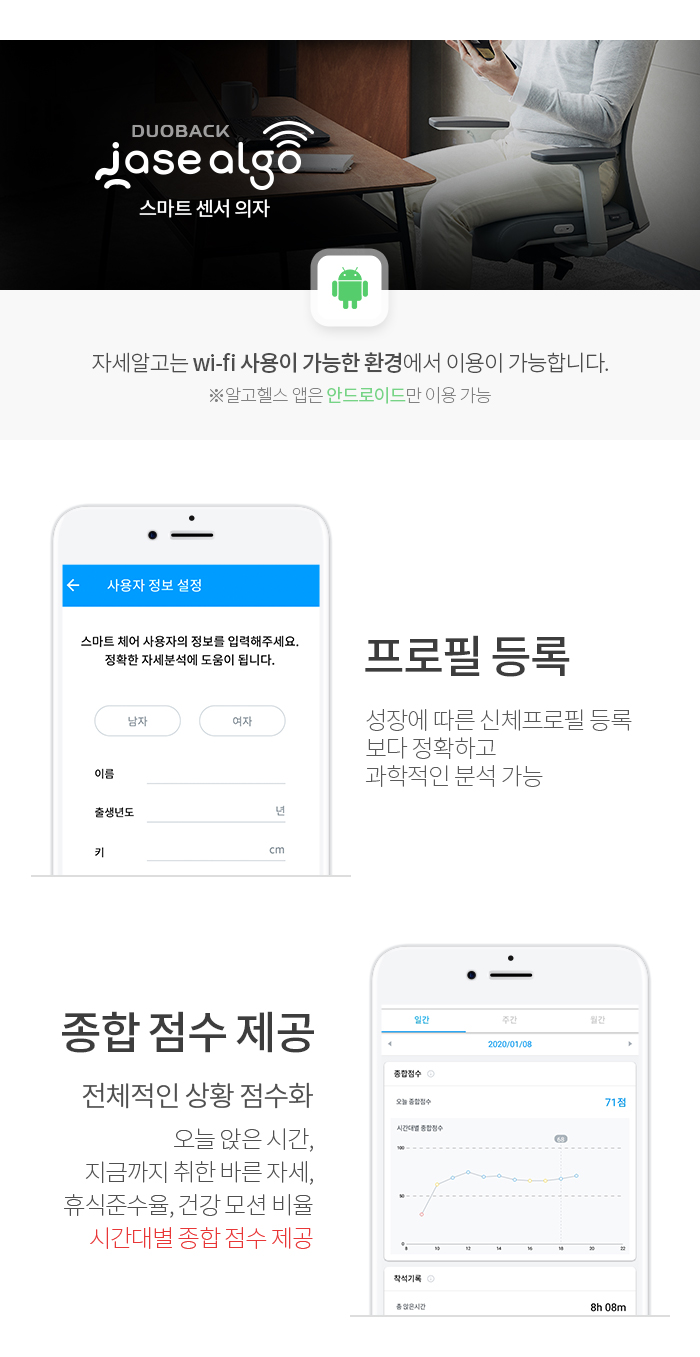 DUOBACK
jase algo
스마트 센서 의자
자세알고는 wi-fi 사용이 가능한 환경에서 이용이 가능합니다.
※알고헬스 앱은 안드로이드만 이용 가능
사용자 정보 설정
스마트 체어 사용자의 정보를 입력해주세요.
정확한 자세분석에 도움이 됩니다.
남자 여자
이름
출생년도 년
키 cm
프로필 등록
성장에 따른 신체프로필 등록
보다 정확하고
과학적인 분석 가능
종합 점수 제공
전체적인 상황 점수화
오늘 앉은 시간,
지금까지 취한 바른 자세,
휴식준수율, 건강 모션 비율
시간대별 종합 점수 제공
일간 주간 월간
2020/01/08
종합점수
오늘 종합점수 71점
시간대별 종합점수
68
100
50
0
8 10 12 14 16 18 20 22
착석기록
총 앉은시간 8h 08m